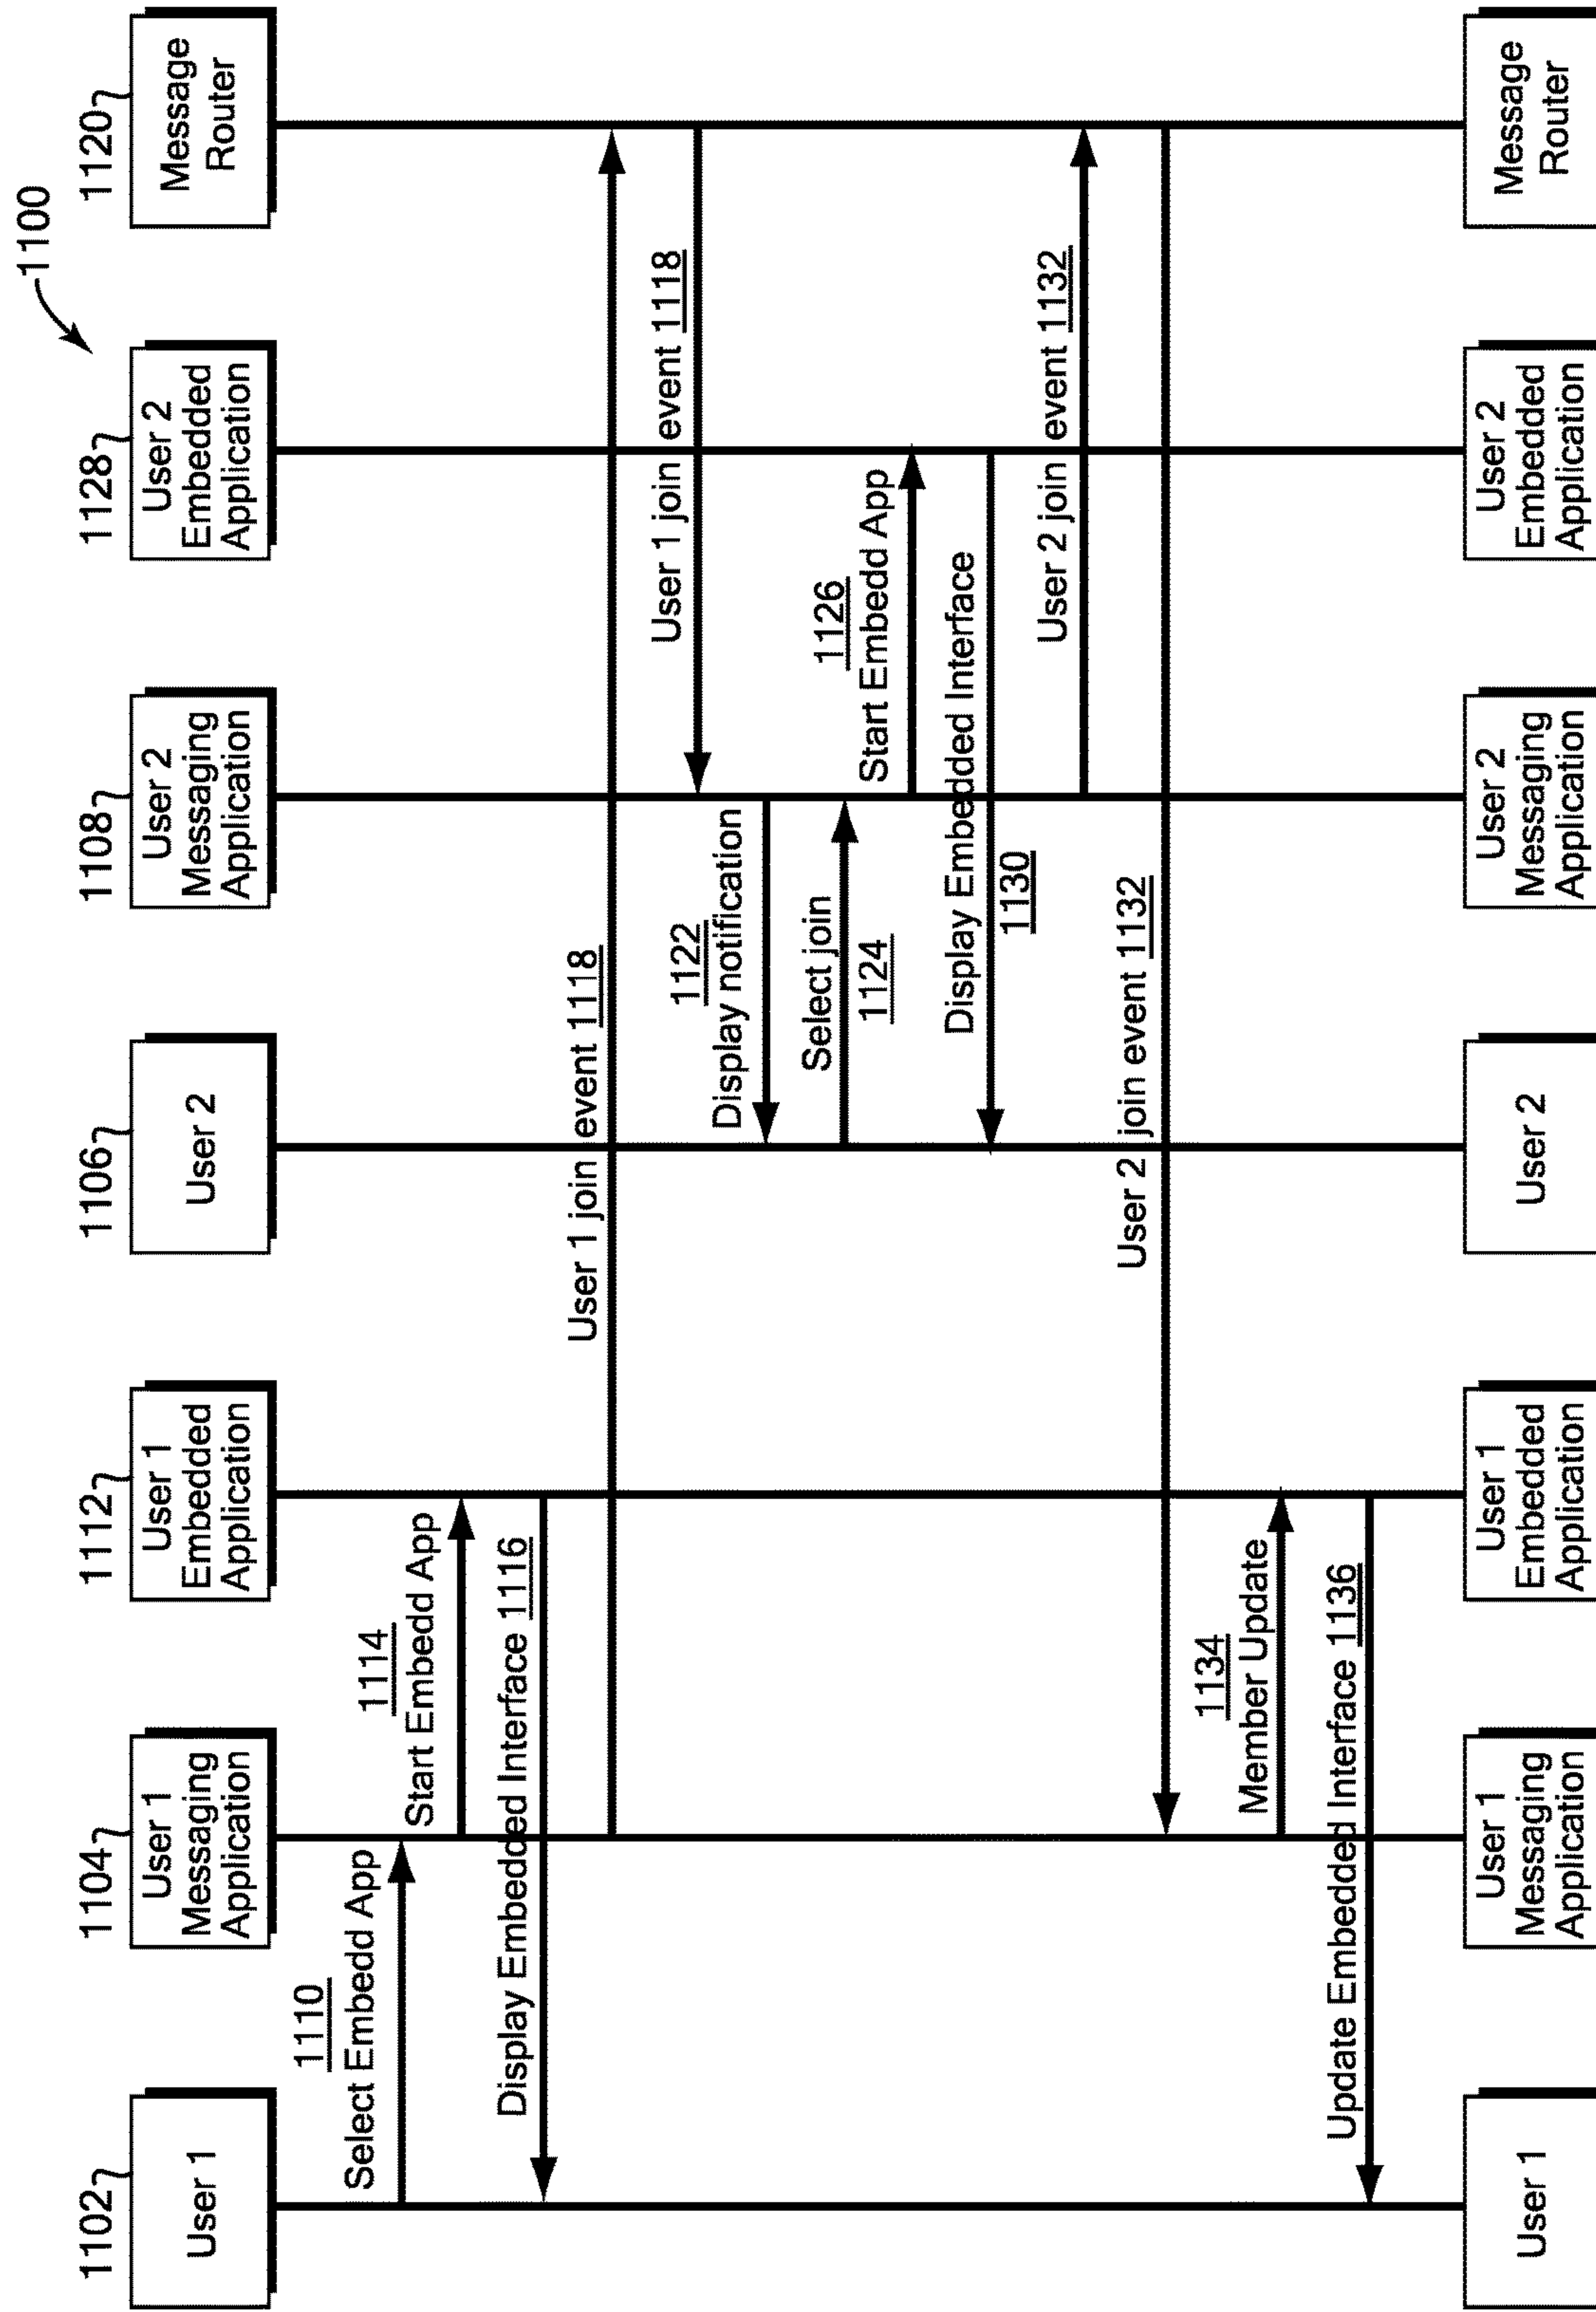 1100
1102
1104
1112
1106
1108
1128
1120
User 1
User 1
Messaging
Application
User 1
Embedded
Application
User 2
User 2
Messaging
Application
User 2
Embedded
Application
Message
Router
1110
Select Embedd App
1114
Start Embedd App
Display Embedded Interface 1116
User 1 join event 1118
User 1 join event 1118
1122
Display notification
Select join
1124
1126
Start Embedd App
Display Embedded Interface
1130
User 2 join event 1132
User 2 join event 1132
1134
Member Update
Update Embedded Interface 1136
User 1
User 1
Messaging
Application
User 1
Embedded
Application
User 2
User 2
Messaging
Application
User 2
Embedded
Application
Message
Router